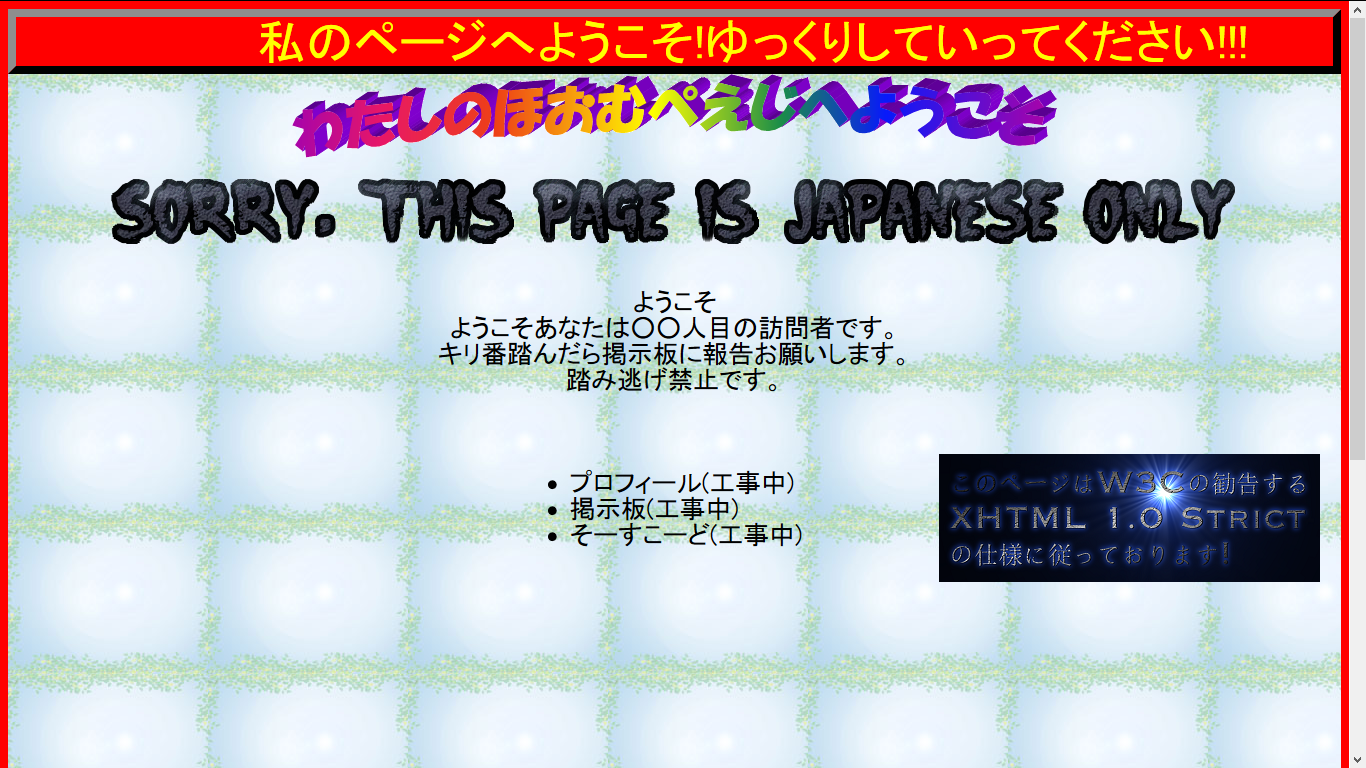 私のページへようこそ!ゆっくりしていってください!!!
わたしのほおむぺえじへようこそ
SORRY. THIS PAGE IS JAPANESE ONLY
ようこそ
ようこそあなたは〇〇人目の訪問者です。
キリ番踏んだら掲示板に報告お願いします。
踏み逃げ禁止です。
• プロフィール(工事中)
• 掲示板(工事中)
• そーすこーど(工事中)
このページはW3Cの勧告する
XHTML 1.0 STRICT
の仕様に従っております!